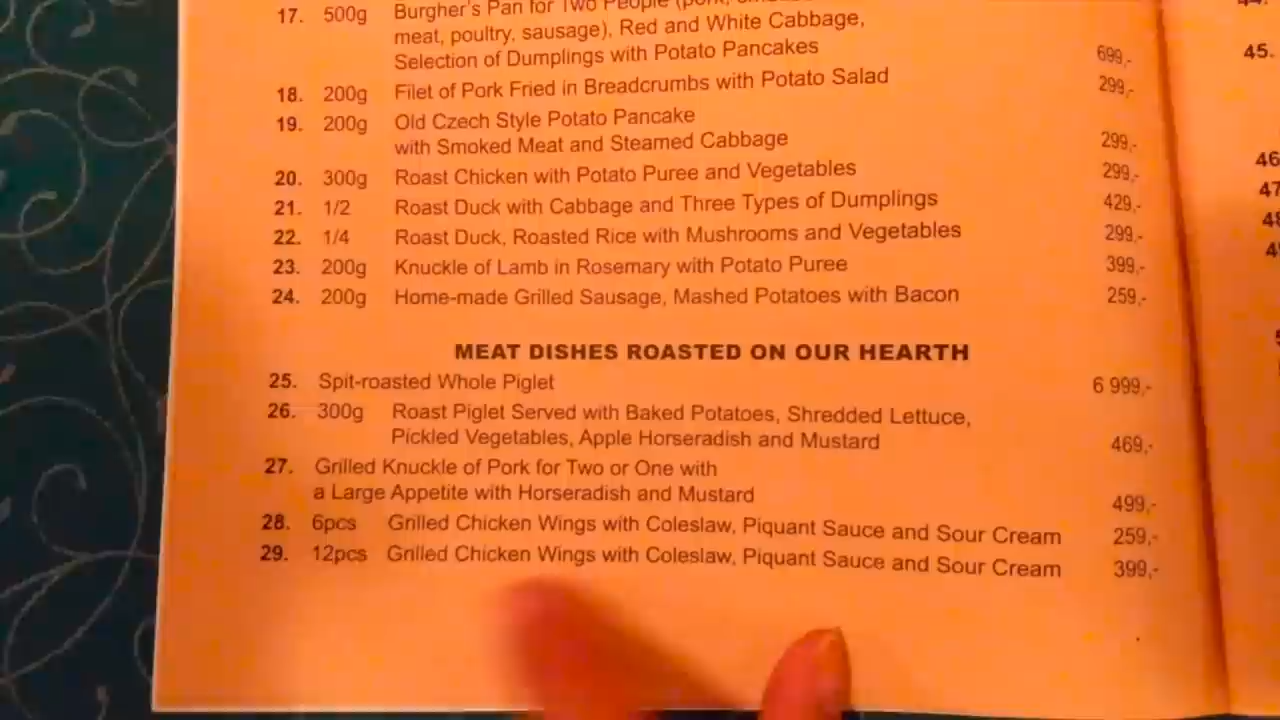 17. 500g Burgher's Pan for Two People (pork,
meat, poultry, sausage), Red and White Cabbage,
Selection of Dumplings with Potato Pancakes 699,-
18. 200g Filet of Pork Fried in Breadcrumbs with Potato Salad 299,-
19. 200g Old Czech Style Potato Pancake
with Smoked Meat and Steamed Cabbage 299,-
20. 300g Roast Chicken with Potato Puree and Vegetables 299,-
21. 1/2 Roast Duck with Cabbage and Three Types of Dumplings 429,-
22. 1/4 Roast Duck, Roasted Rice with Mushrooms and Vegetables 299,-
23. 200g Knuckle of Lamb in Rosemary with Potato Puree 399,-
24. 200g Home-made Grilled Sausage, Mashed Potatoes with Bacon 259,-
MEAT DISHES ROASTED ON OUR HEARTH
25. Spit-roasted Whole Piglet 6 999,-
26. 300g Roast Piglet Served with Baked Potatoes, Shredded Lettuce,
Pickled Vegetables, Apple Horseradish and Mustard 469,-
27. Grilled Knuckle of Pork for Two or One with
a Large Appetite with Horseradish and Mustard 499,-
28. 6pcs Grilled Chicken Wings with Coleslaw, Piquant Sauce and Sour Cream 259,-
29. 12pcs Grilled Chicken Wings with Coleslaw, Piquant Sauce and Sour Cream 399,-
45.
46
47